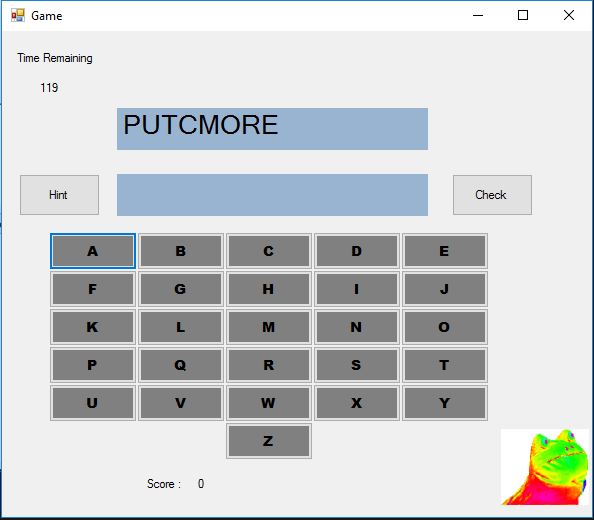 Game
Time Remaining
119
PUTCMORE
Hint
Check
A B C D E
F G H I J
K L M N O
P Q R S T
U V W X Y
Z
Score : 0